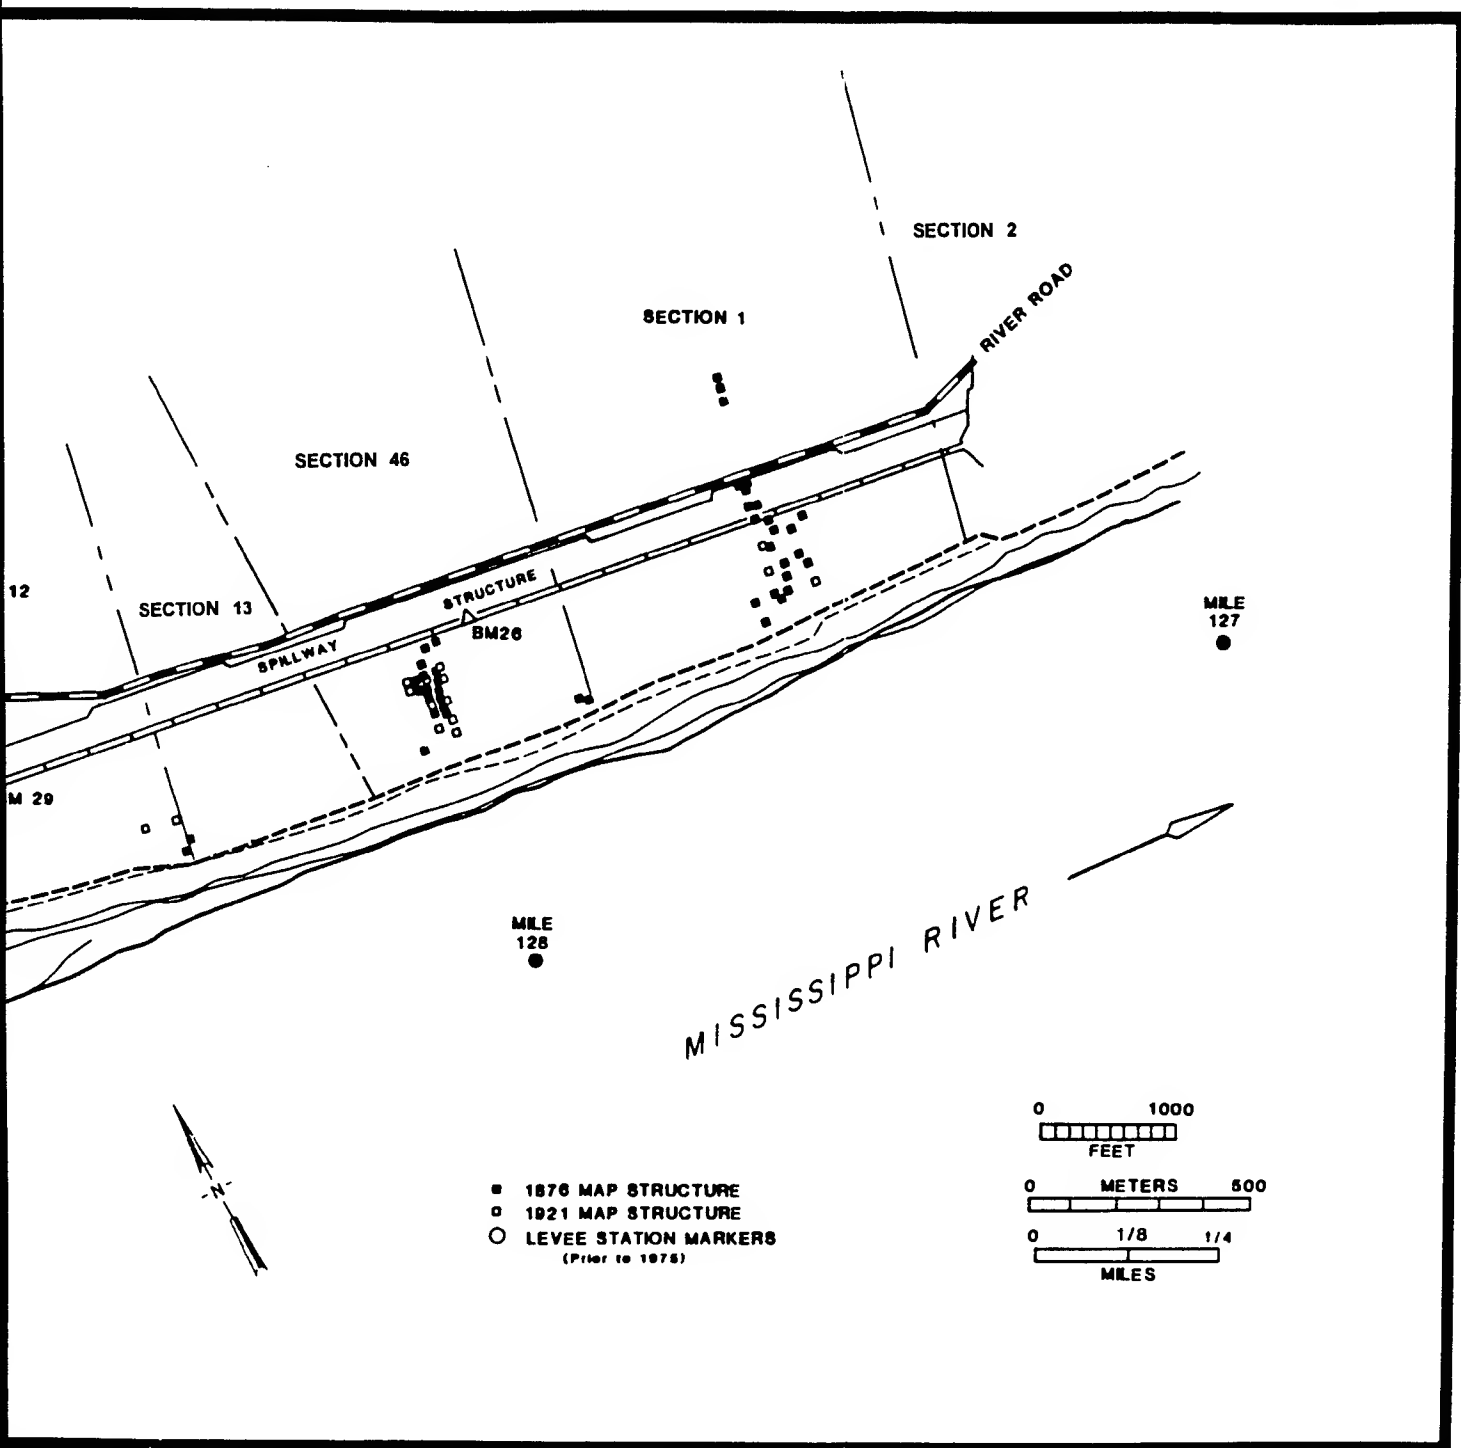 SECTION 2
RIVER ROAD
SECTION 1
SECTION 46
12
SECTION 13
STRUCTURE
SPILLWAY
BM26
MILE
127
M 29
MILE
128
MISSISSIPPI RIVER
N
0 1000
FEET
0 METERS 500
0 1/8 1/4
MILES
1876 MAP STRUCTURE
1921 MAP STRUCTURE
LEVEE STATION MARKERS
(Prior to 1975)